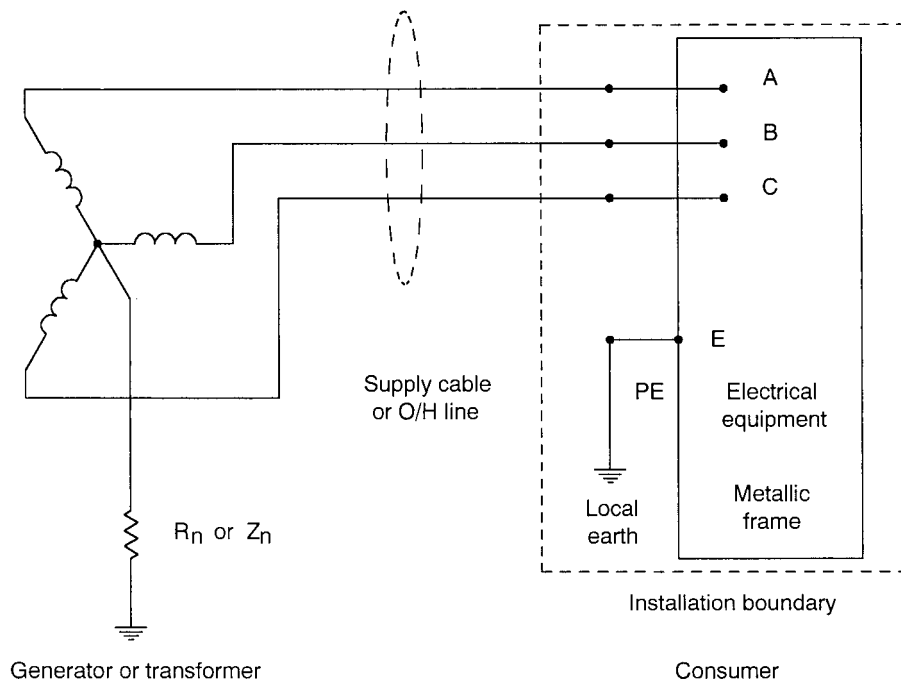 A
B
C
E
PE
Supply cable
or O/H line
Electrical
equipment
Metallic
frame
Local
earth
Rn or Zn
Installation boundary
Generator or transformer
Consumer